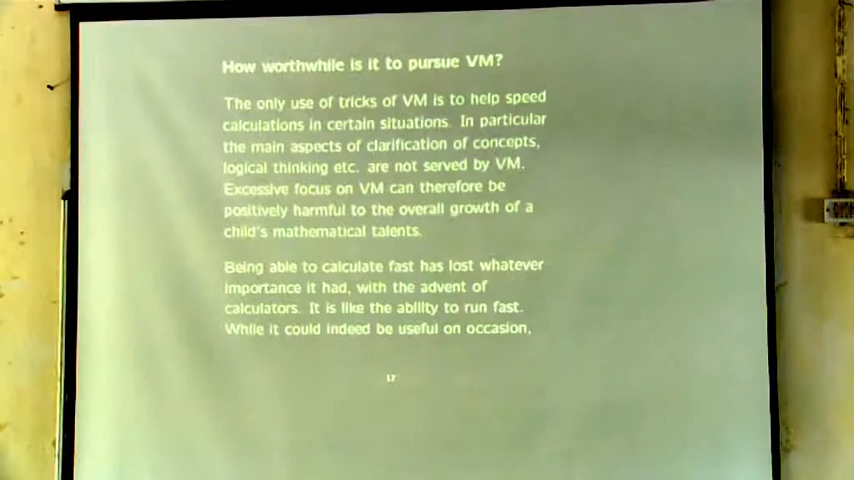 How worthwhile is it to pursue VM?
The only use of tricks of VM is to help speed
calculations in certain situations. In particular
the main aspects of clarification of concepts,
logical thinking etc. are not served by VM.
Excessive focus on VM can therefore be
positively harmful to the overall growth of a
child's mathematical talents.
Being able to calculate fast has lost whatever
importance it had, with the advent of
calculators. It is like the ability to run fast.
While it could indeed be useful on occasion,
17